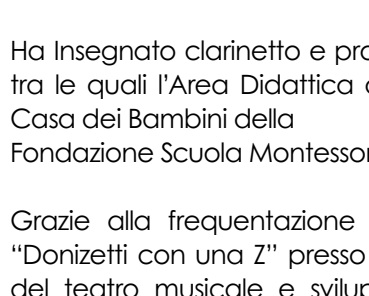 Ha Insegnato clarinetto e
tra le quali l’Area Didattica
Casa dei Bambini della
Fondazione Scuola
Grazie alla frequentazione
“Donizetti con una Z” presso
del teatro musicale e